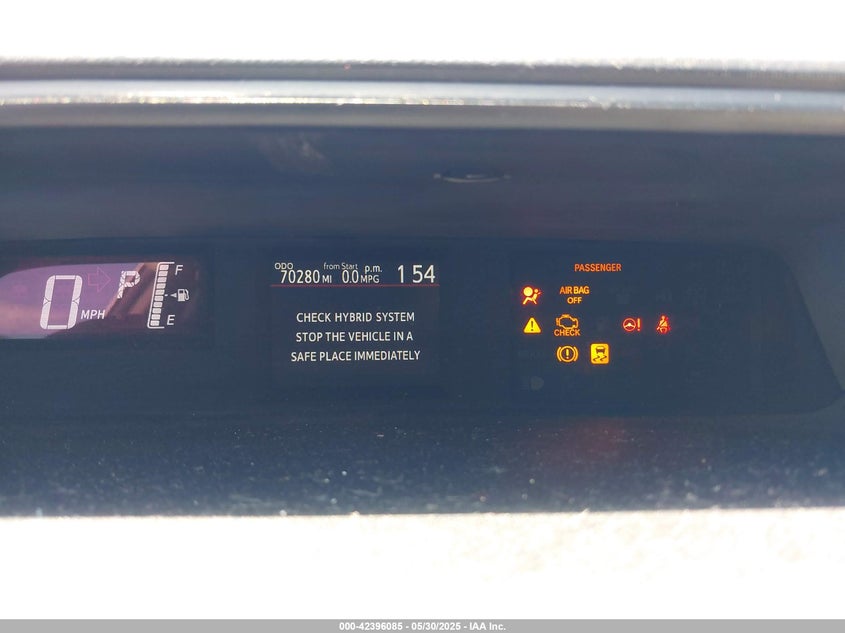 0 MPH
P
F
E
ODO 70280 MI
from Start 0.0 MPG
p.m. 1 54
CHECK HYBRID SYSTEM
STOP THE VEHICLE IN A
SAFE PLACE IMMEDIATELY
PASSENGER
AIR BAG
OFF
CHECK
000-42396085 - 05/30/2025 - IAA Inc.